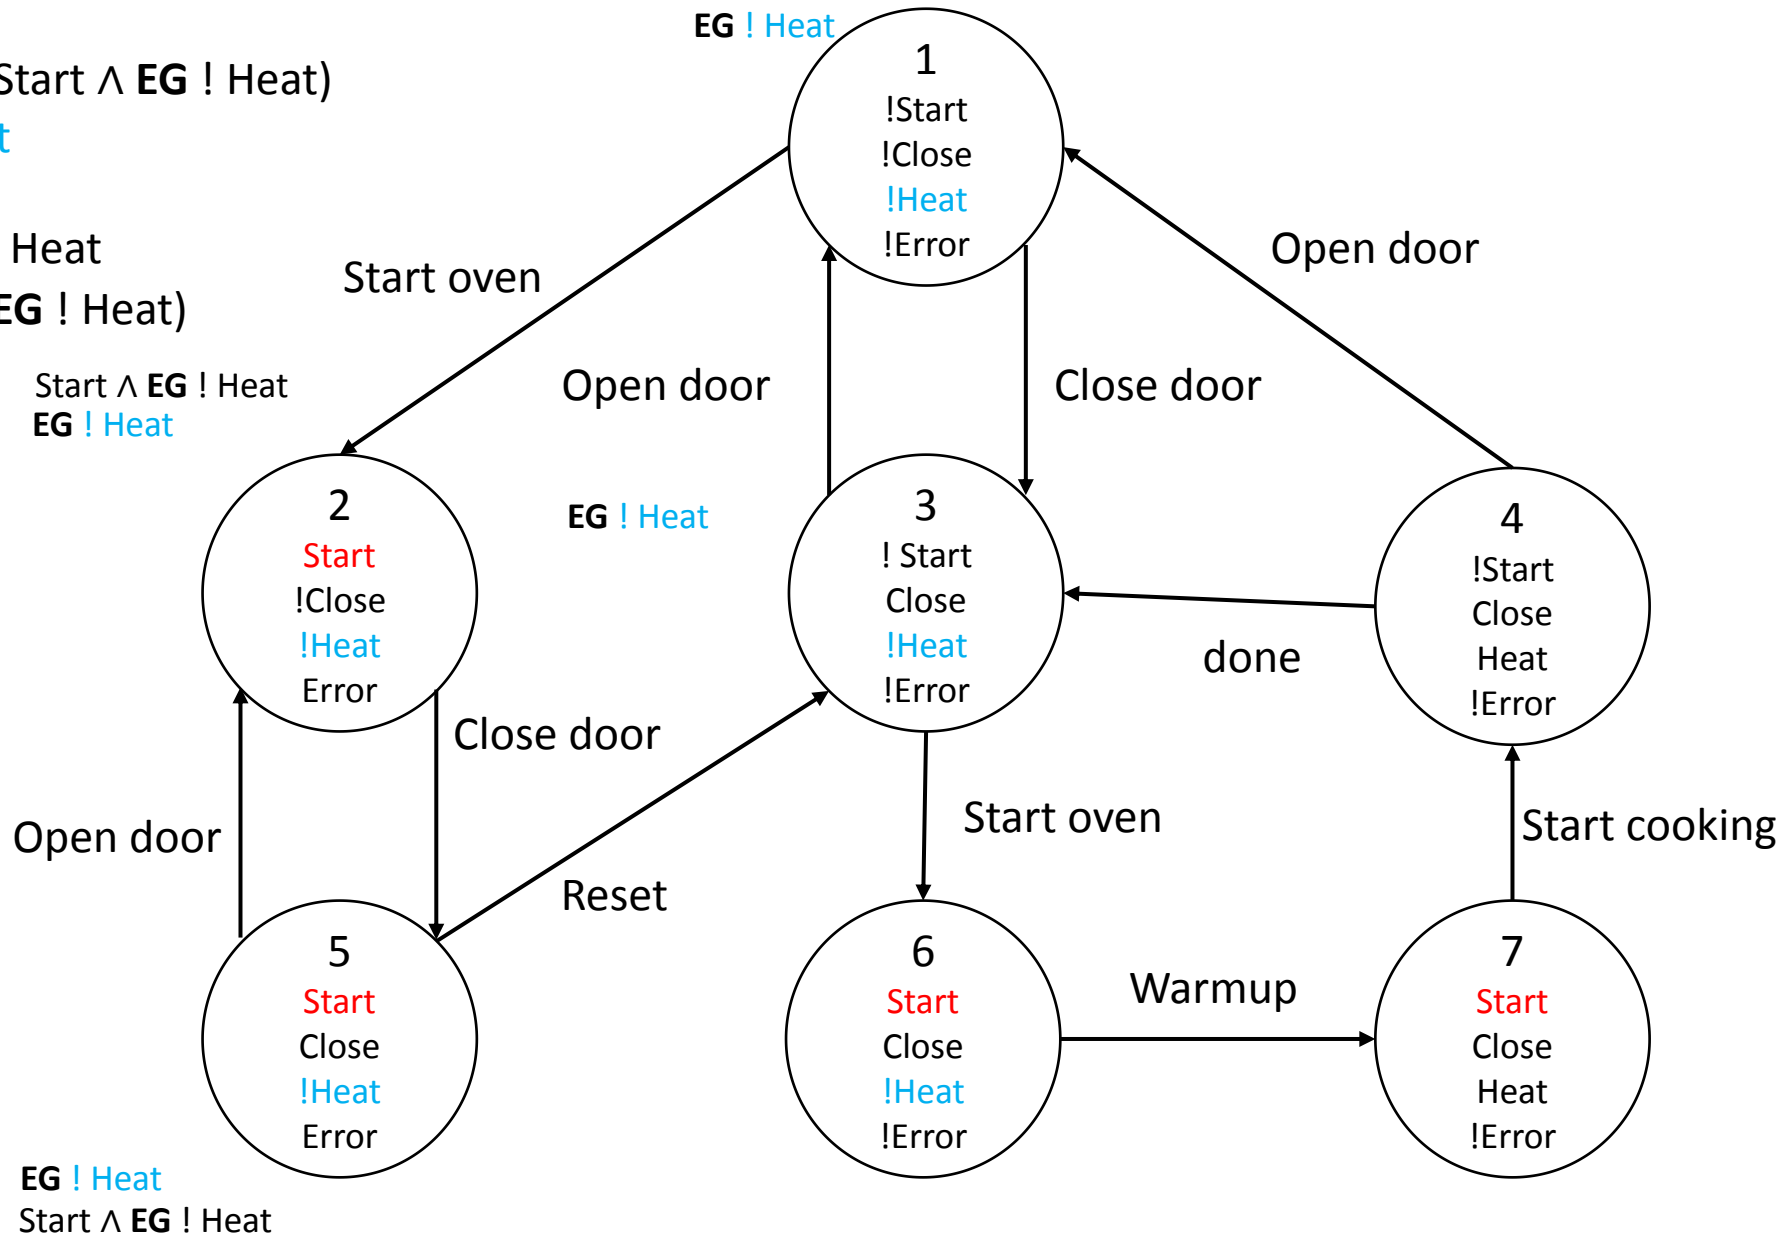 EG ! Heat
Start ∧ EG ! Heat)
t
Heat
EG ! Heat)
1
!Start
!Close
!Heat
!Error
Start oven
Open door
Close door
Open door
Start ∧ EG ! Heat
EG ! Heat
2
Start
!Close
!Heat
Error
EG ! Heat
3
! Start
Close
!Heat
!Error
4
!Start
Close
Heat
!Error
done
Close door
Open door
Reset
Start oven
Start cooking
5
Start
Close
!Heat
Error
6
Start
Close
!Heat
!Error
Warmup
7
Start
Close
Heat
!Error
EG ! Heat
Start ∧ EG ! Heat